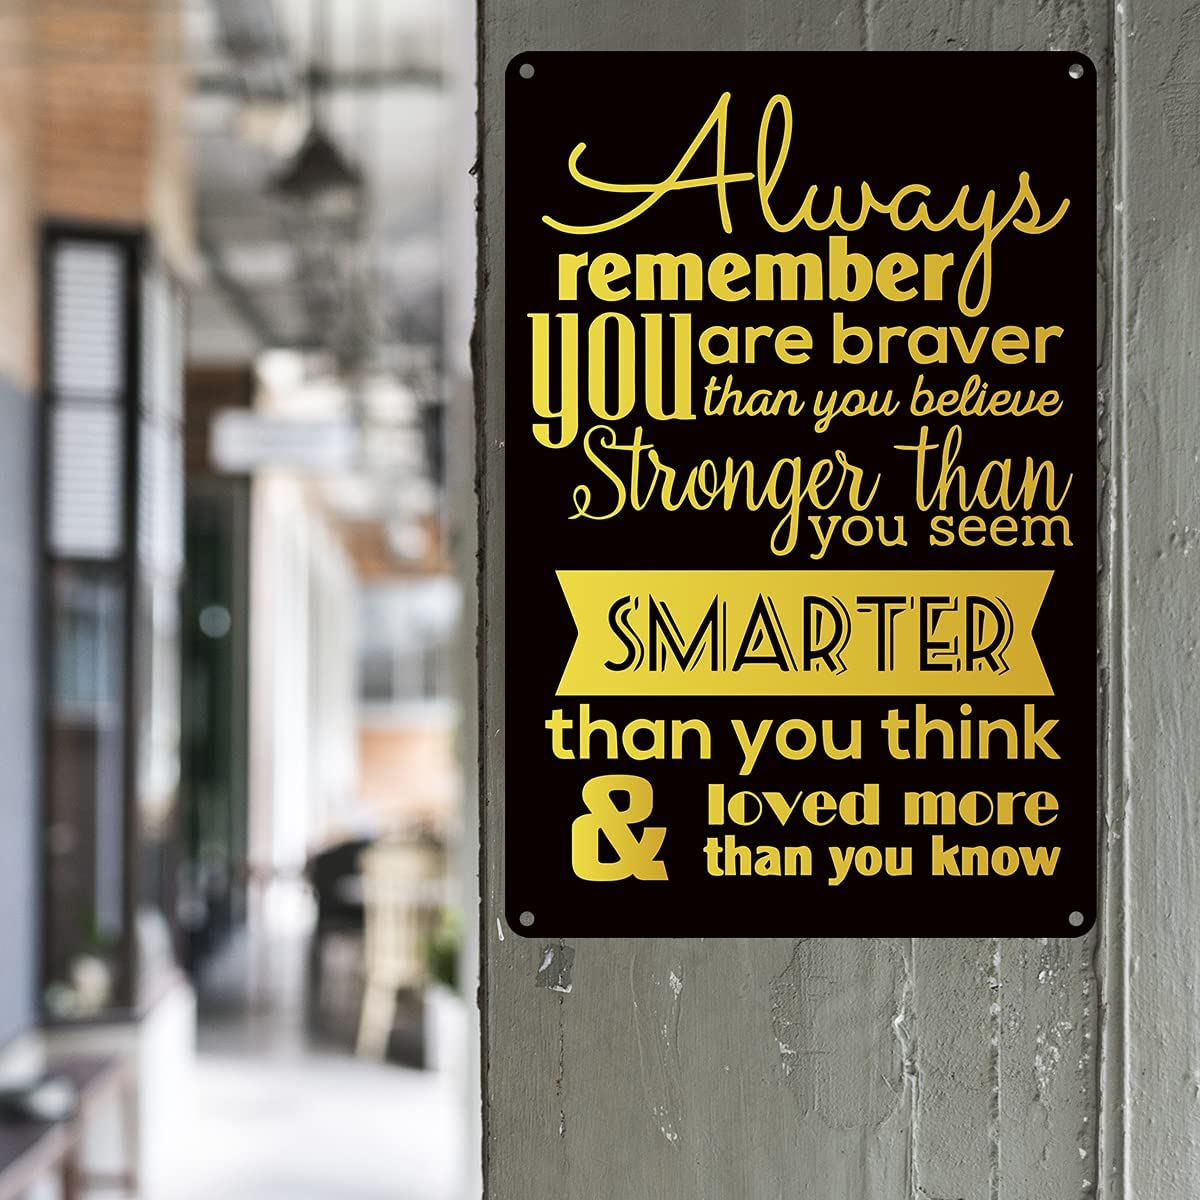 Always
remember
you are braver
than you believe
Stronger than
you seem
SMARTER
than you think
& loved more
than you know